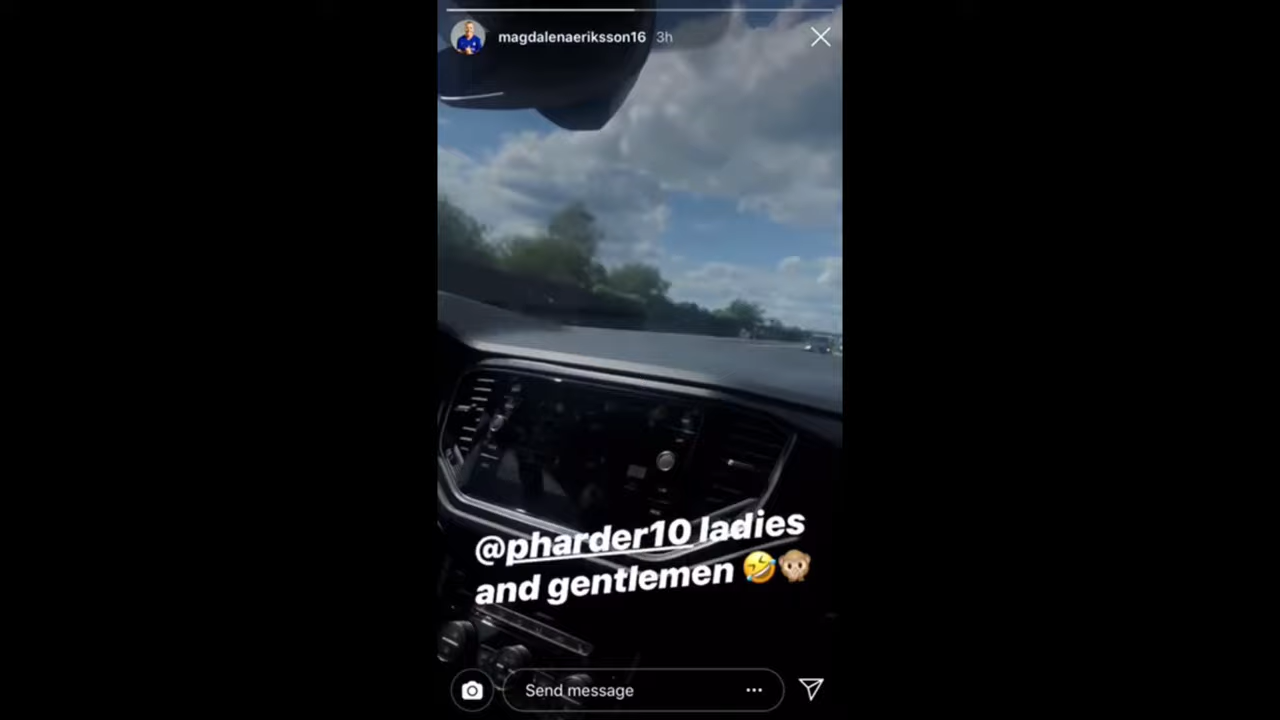 magdalenaeriksson16 3h
@pharder10 ladies
and gentlemen 🤣🙊
Send message